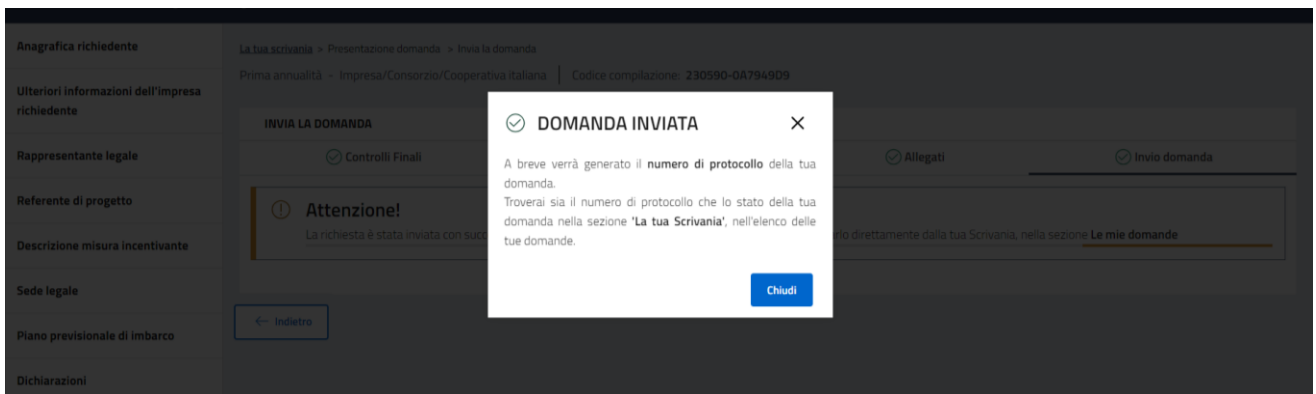 Anagrafica richiedente
Ulteriori informazioni dell'impresa
richiedente
Rappresentante legale
Referente di progetto
Descrizione misura incentivante
Sede legale
Piano previsionale di imbarco
Dichiarazioni
La tua scrivania > Presentazione domanda > Invia la domanda
Prima annualità - Impresa/Consorzio/Cooperativa italiana | Codice compilazione: 230590-0A7949D9
INVIA LA DOMANDA
Controlli Finali
Allegati
Invio domanda
Attenzione!
La richiesta è stata inviata con succ
rlo direttamente dalla tua Scrivania, nella sezione Le mie domande
← Indietro
DOMANDA INVIATA
A breve verrà generato il numero di protocollo della tua
domanda.
Troverai sia il numero di protocollo che lo stato della tua
domanda nella sezione 'La tua Scrivania', nell'elenco delle
tue domande.
Chiudi